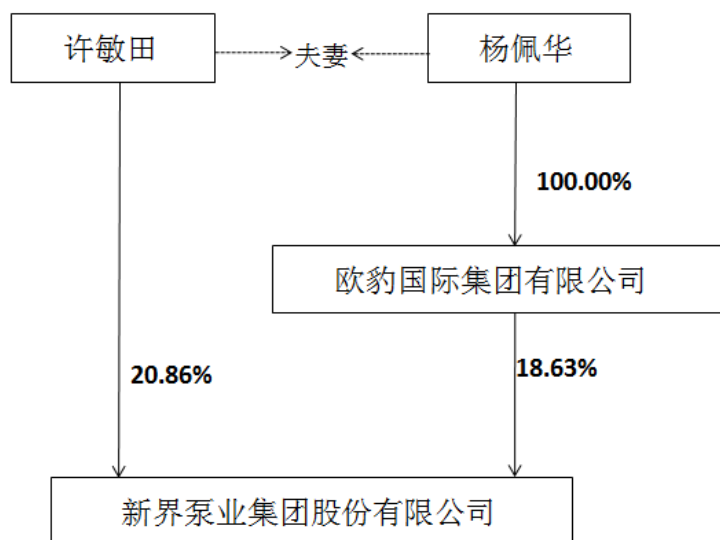 许敏田
夫妻
杨佩华
100.00%
欧豹国际集团有限公司
20.86%
18.63%
新界泵业集团股份有限公司